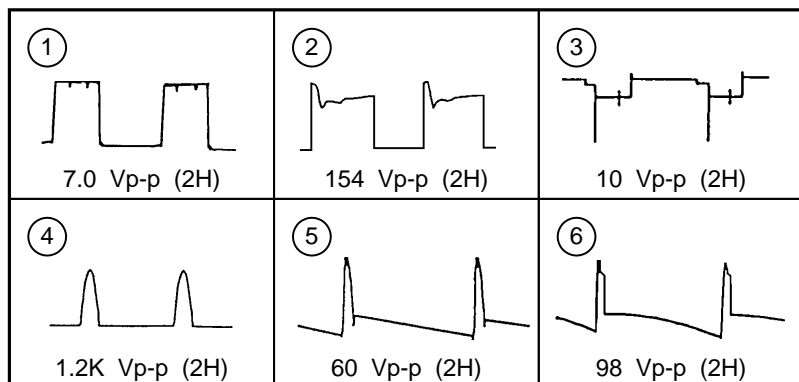 ① ② ③
7.0 Vp-p (2H) 154 Vp-p (2H) 10 Vp-p (2H)
④ ⑤ ⑥
1.2K Vp-p (2H) 60 Vp-p (2H) 98 Vp-p (2H)